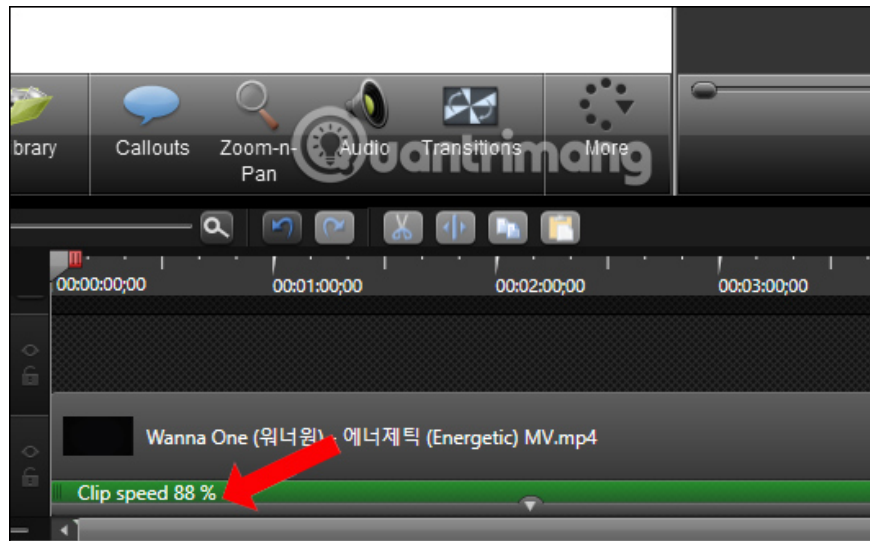 brary
Callouts
Zoom-n-
Pan
Audio
Transitions
More
uantrimang
00:00:00;00
00:01:00;00
00:02:00;00
00:03:00;00
Wanna One (워너원) - 에너제틱 (Energetic) MV.mp4
Clip speed 88 %